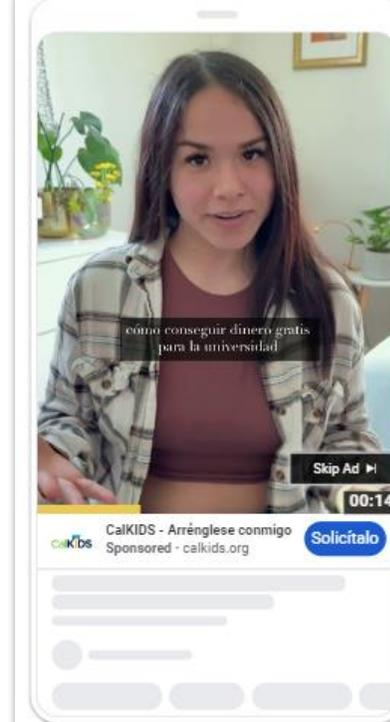 cómo conseguir dinero gratis
para la universidad
Skip Ad
00:14
CalKIDS
CalKIDS - Arrénglese conmigo
Sponsored - calkids.org
Solicítalo